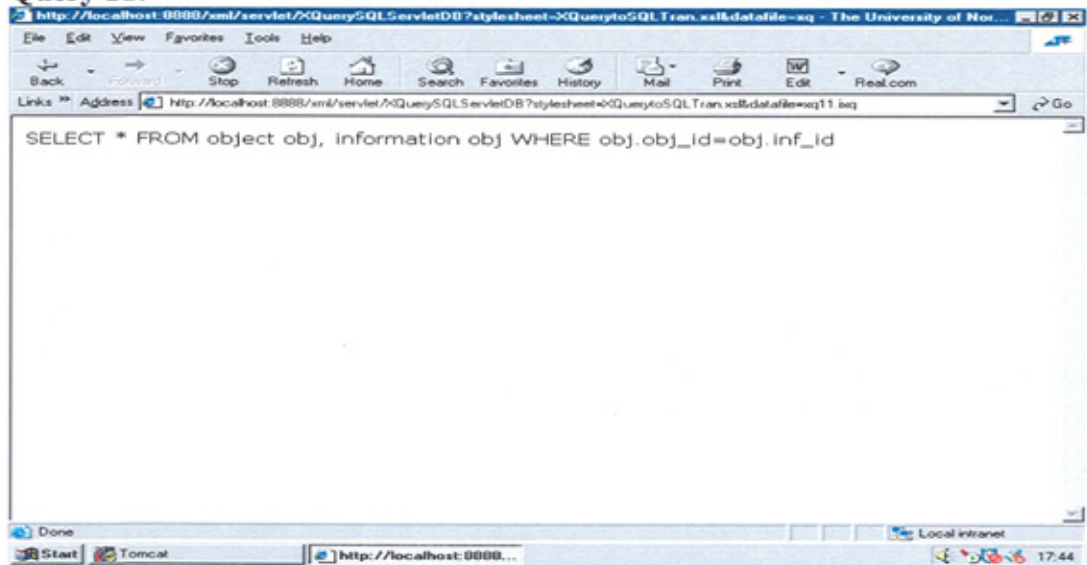 http://localhost:8888/xml/servlet/XQuerySQLServletDB?stylesheet=XQuerytoSQLTran.xsl&datafile=xq - The University of Nor...
File Edit View Favorites Tools Help
Back Forward Stop Refresh Home Search Favorites History Mail Print Edit Real.com
Links » Address http://localhost:8888/xml/servlet/XQuerySQLServletDB?stylesheet=XQuerytoSQLTran.xsl&datafile=xq11.ixq Go
SELECT * FROM object obj, information obj WHERE obj.obj_id=obj.inf_id
Done Local intranet
Start Tomcat http://localhost:8888... 17:44